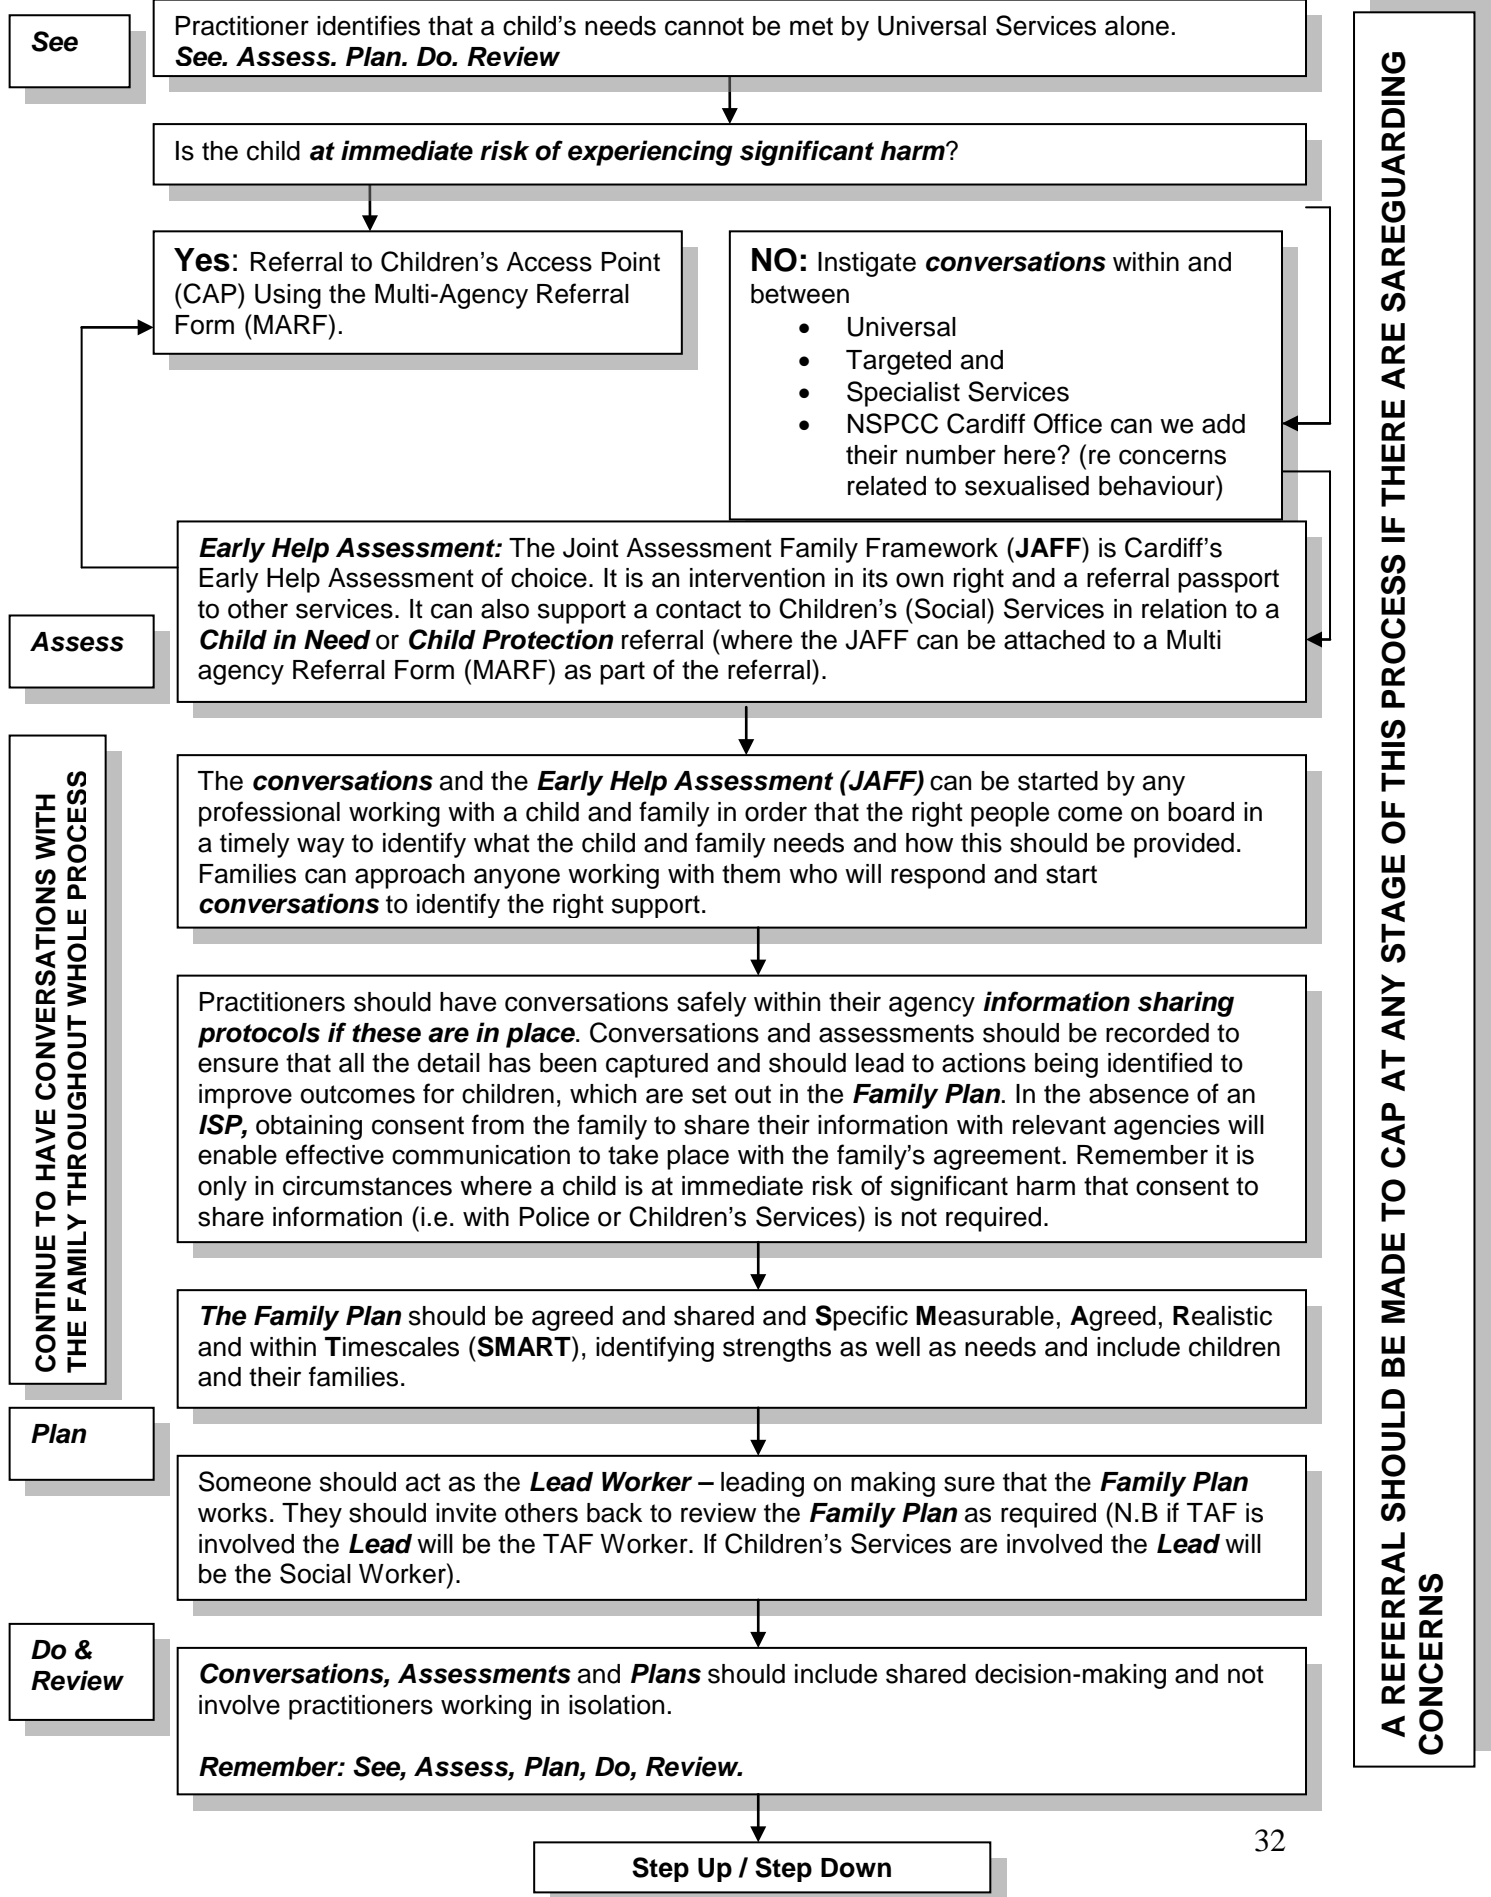 See
Practitioner identifies that a child's needs cannot be met by Universal Services alone.
See. Assess. Plan. Do. Review
Is the child at immediate risk of experiencing significant harm?
Yes: Referral to Children's Access Point
(CAP) Using the Multi-Agency Referral
Form (MARF).
NO: Instigate conversations within and
between
• Universal
• Targeted and
• Specialist Services
• NSPCC Cardiff Office can we add
their number here? (re concerns
related to sexualised behaviour)
Early Help Assessment: The Joint Assessment Family Framework (JAFF) is Cardiff's
Early Help Assessment of choice. It is an intervention in its own right and a referral passport
to other services. It can also support a contact to Children's (Social) Services in relation to a
Child in Need or Child Protection referral (where the JAFF can be attached to a Multi
agency Referral Form (MARF) as part of the referral).
Assess
The conversations and the Early Help Assessment (JAFF) can be started by any
professional working with a child and family in order that the right people come on board in
a timely way to identify what the child and family needs and how this should be provided.
Families can approach anyone working with them who will respond and start
conversations to identify the right support.
CONTINUE TO HAVE CONVERSATIONS WITH
THE FAMILY THROUGHOUT WHOLE PROCESS
Practitioners should have conversations safely within their agency information sharing
protocols if these are in place. Conversations and assessments should be recorded to
ensure that all the detail has been captured and should lead to actions being identified to
improve outcomes for children, which are set out in the Family Plan. In the absence of an
ISP, obtaining consent from the family to share their information with relevant agencies will
enable effective communication to take place with the family's agreement. Remember it is
only in circumstances where a child is at immediate risk of significant harm that consent to
share information (i.e. with Police or Children's Services) is not required.
The Family Plan should be agreed and shared and Specific Measurable, Agreed, Realistic
and within Timescales (SMART), identifying strengths as well as needs and include children
and their families.
Plan
Someone should act as the Lead Worker – leading on making sure that the Family Plan
works. They should invite others back to review the Family Plan as required (N.B if TAF is
involved the Lead will be the TAF Worker. If Children's Services are involved the Lead will
be the Social Worker).
Do &
Review
Conversations, Assessments and Plans should include shared decision-making and not
involve practitioners working in isolation.
Remember: See, Assess, Plan, Do, Review.
Step Up / Step Down
A REFERRAL SHOULD BE MADE TO CAP AT ANY STAGE OF THIS PROCESS IF THERE ARE SAREGUARDING
CONCERNS
32